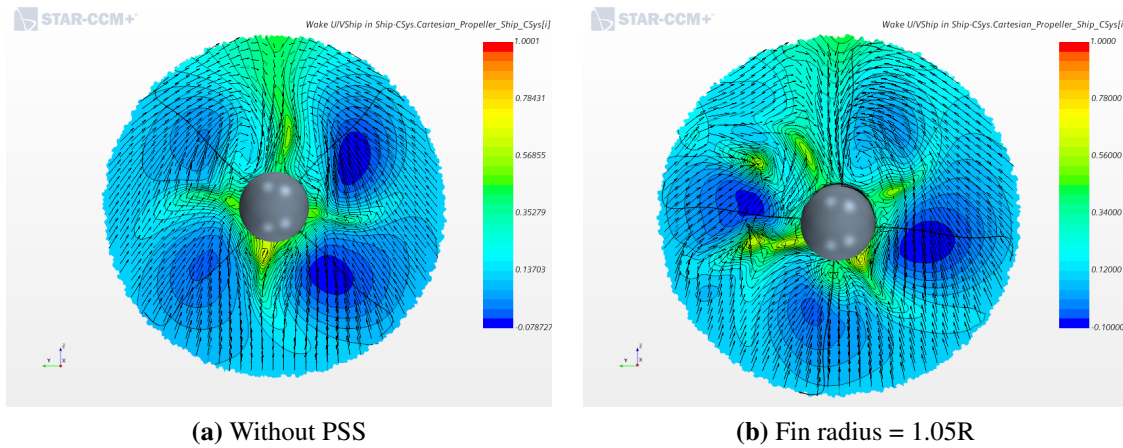 STAR-CCM+
Wake U/VShip in Ship-CSys.Cartesian_Propeller_Ship_CSys[i]
1.0001
0.78431
0.56855
0.35279
0.13703
-0.078727
Z
Y
X
(a) Without PSS
STAR-CCM+
Wake U/VShip in Ship-CSys.Cartesian_Propeller_Ship_CSys[i]
1.0000
0.78000
0.56000
0.34000
0.12000
-0.10000
Z
Y
X
(b) Fin radius = 1.05R